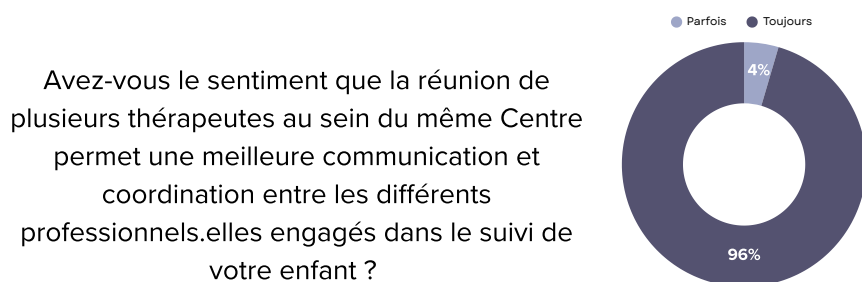 Parfois Toujours
Avez-vous le sentiment que la réunion de
plusieurs thérapeutes au sein du même Centre
permet une meilleure communication et
coordination entre les différents
professionnels.elles engagés dans le suivi de
votre enfant ?
4%
96%